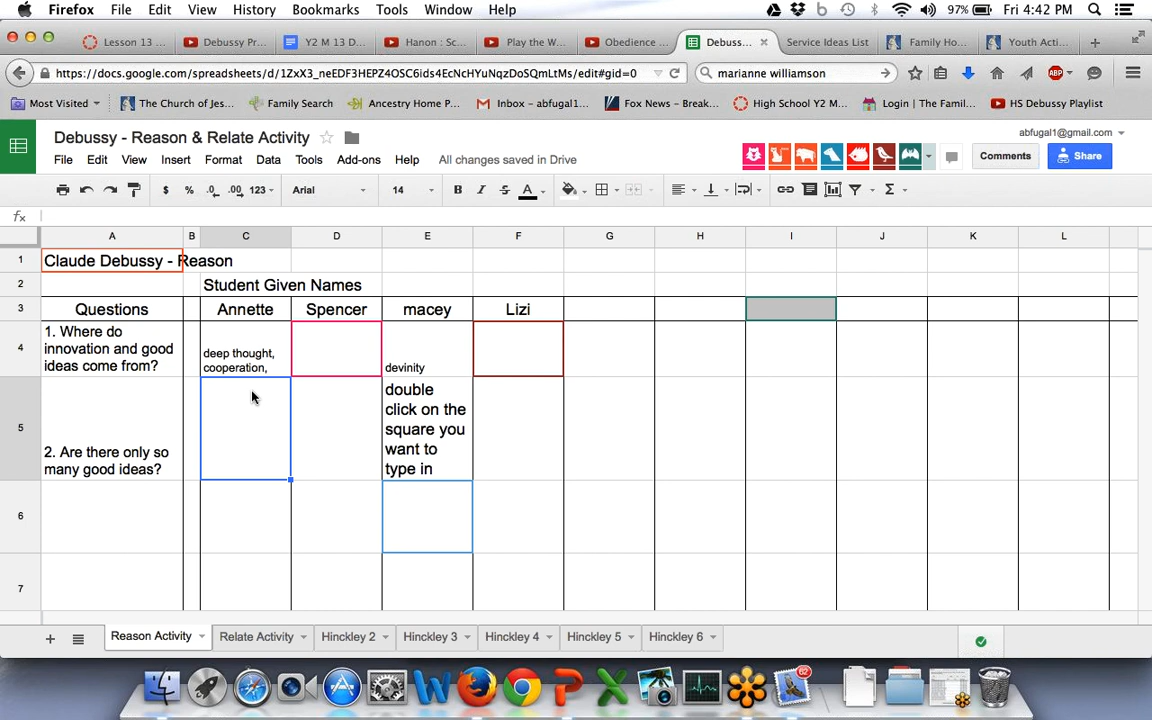 Firefox File Edit View History Bookmarks Tools Window Help 97% Fri 4:42 PM
Lesson 13 ... Debussy Pr... Y2 M 13 D... Hanon : Sc... Play the W... Obedience ... Debuss... Service Ideas List Family Ho... Youth Acti...
https://docs.google.com/spreadsheets/d/1ZxX3_neEDF3HEPZ4OSC6ids4EcNcHYuNqzDoSQmLtMs/edit#gid=0 marianne williamson ABP
Most Visited The Church of Jes... Family Search Ancestry Home P... Inbox – abfugal1... Fox News – Break... High School Y2 M... Login | The Famil... HS Debussy Playlist
abfugal1@gmail.com
Debussy - Reason & Relate Activity
File Edit View Insert Format Data Tools Add-ons Help All changes saved in Drive Comments Share
$ % .0 .00 123 Arial 14 B I S A Σ
fx
A B C D E F G H I J K L
1 Claude Debussy - Reason
2 Student Given Names
3 Questions Annette Spencer macey Lizi
4 1. Where do
innovation and good
ideas come from?
deep thought,
cooperation,
devinity
5 2. Are there only so
many good ideas?
double
click on the
square you
want to
type in
6
7
Reason Activity Relate Activity Hinckley 2 Hinckley 3 Hinckley 4 Hinckley 5 Hinckley 6
82